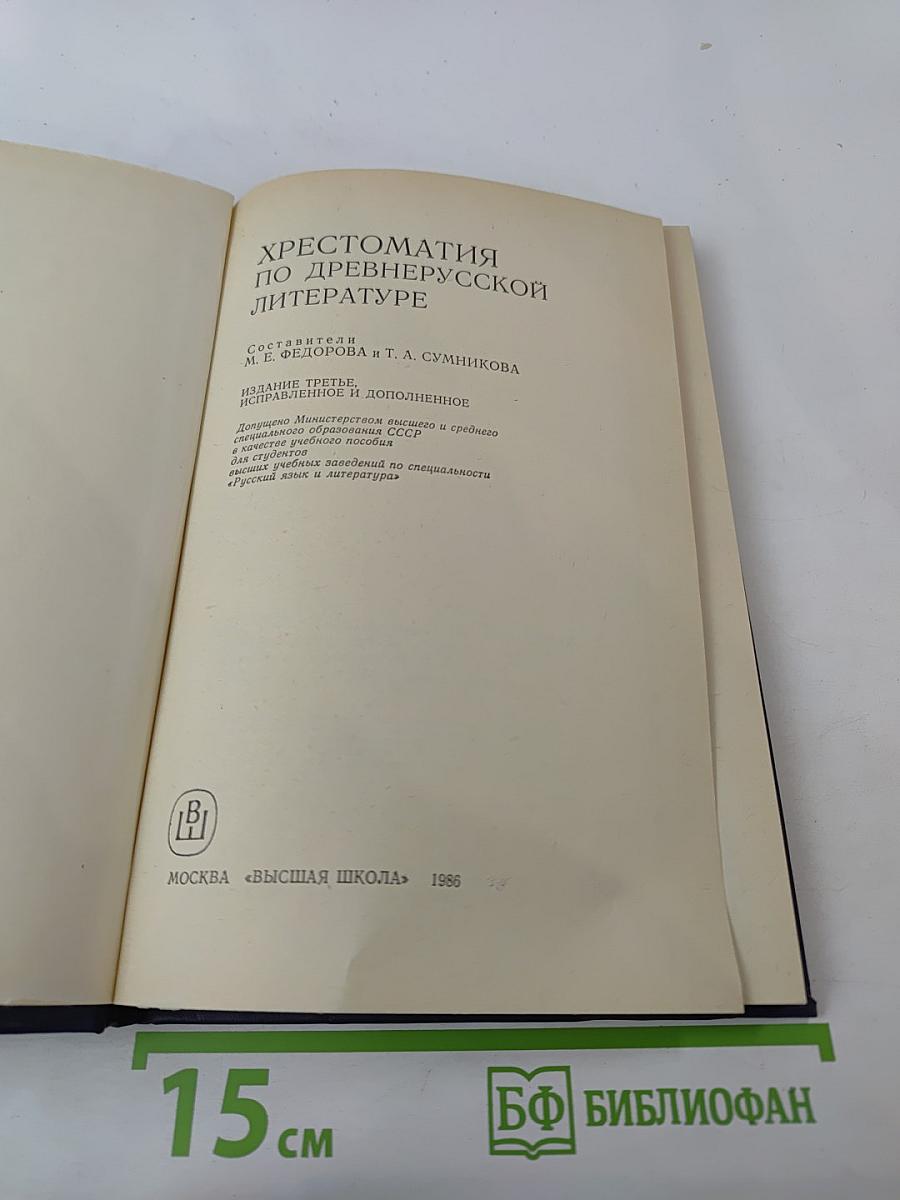 ХРЕСТОМАТИЯ
ПО ДРЕВНЕРУССКОЙ
ЛИТЕРАТУРЕ
Составители
М. Е. ФЕДОРОВА и Т. А. СУМНИКОВА
ИЗДАНИЕ ТРЕТЬЕ,
ИСПРАВЛЕННОЕ И ДОПОЛНЕННОЕ
Допущено Министерством высшего и среднего
специального образования СССР
в качестве учебного пособия
для студентов
высших учебных заведений по специальности
«Русский язык и литература»
ВШ
МОСКВА «ВЫСШАЯ ШКОЛА» 1986
15 см
БФ БИБЛИОФАН